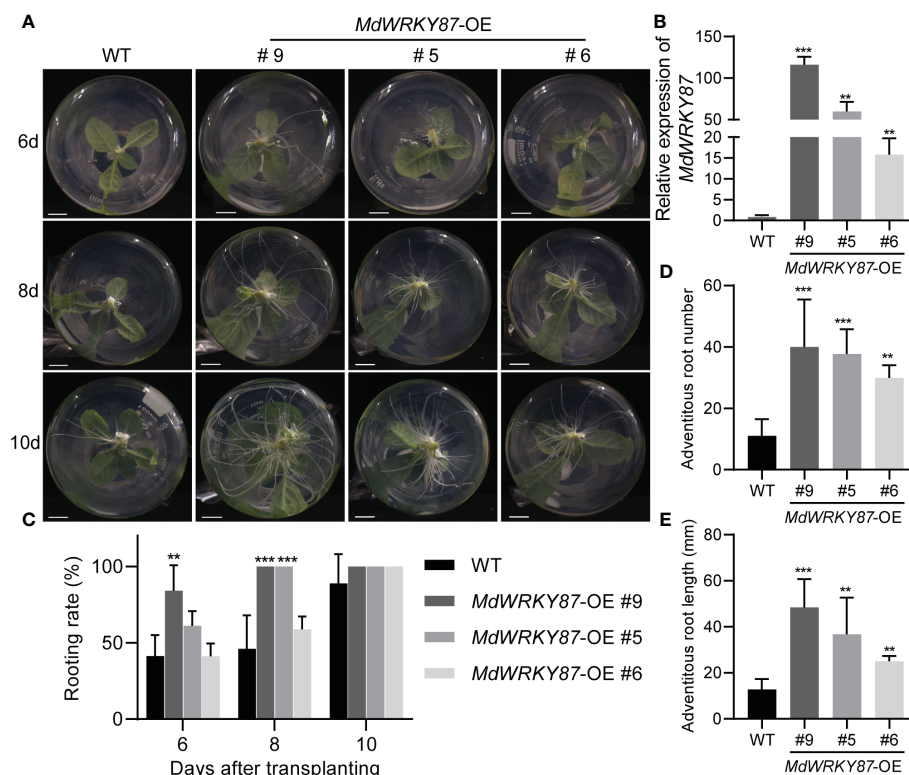 A
MdWRKY87-OE
WT
# 9
# 5
# 6
6d
8d
10d
B
Relative expression of
MdWRKY87
150
100
50
20
15
10
5
0
***
**
**
WT
#9
#5
#6
MdWRKY87-OE
C
Rooting rate (%)
100
50
0
**
*** ***
6
8
10
Days after transplanting
WT
MdWRKY87-OE #9
MdWRKY87-OE #5
MdWRKY87-OE #6
D
Adventitous root number
60
40
20
0
***
***
**
WT
#9
#5
#6
MdWRKY87-OE
E
Adventitous root length (mm)
80
60
40
20
0
***
**
**
WT
#9
#5
#6
MdWRKY87-OE